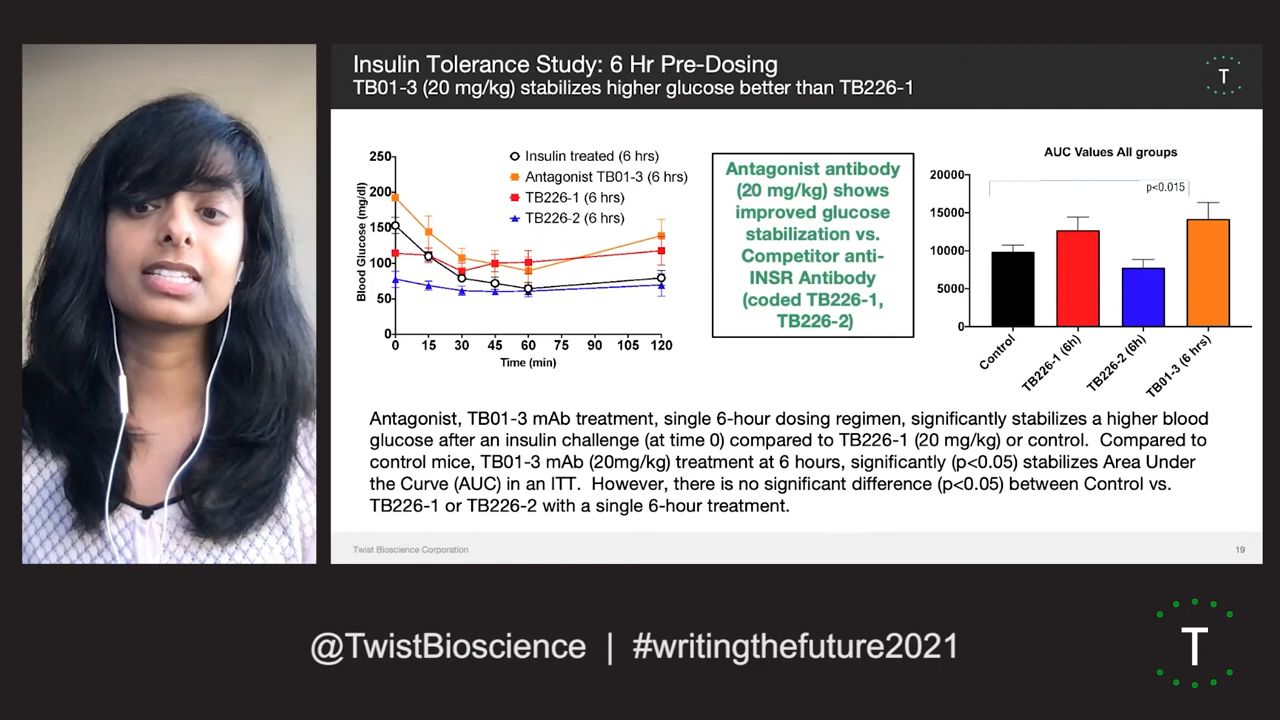 Insulin Tolerance Study: 6 Hr Pre-Dosing
TB01-3 (20 mg/kg) stabilizes higher glucose better than TB226-1
T
250
200
150
100
50
0
Blood Glucose (mg/dl)
0 15 30 45 60 75 90 105 120
Time (min)
Insulin treated (6 hrs)
Antagonist TB01-3 (6 hrs)
TB226-1 (6 hrs)
TB226-2 (6 hrs)
Antagonist antibody
(20 mg/kg) shows
improved glucose
stabilization vs.
Competitor anti-
INSR Antibody
(coded TB226-1,
TB226-2)
AUC Values All groups
20000
15000
10000
5000
0
p<0.015
Control
TB226-1 (6h)
TB226-2 (6h)
TB01-3 (6 hrs)
Antagonist, TB01-3 mAb treatment, single 6-hour dosing regimen, significantly stabilizes a higher blood
glucose after an insulin challenge (at time 0) compared to TB226-1 (20 mg/kg) or control. Compared to
control mice, TB01-3 mAb (20mg/kg) treatment at 6 hours, significantly (p<0.05) stabilizes Area Under
the Curve (AUC) in an ITT. However, there is no significant difference (p<0.05) between Control vs.
TB226-1 or TB226-2 with a single 6-hour treatment.
Twist Bioscience Corporation
19
@TwistBioscience | #writingthefuture2021
T